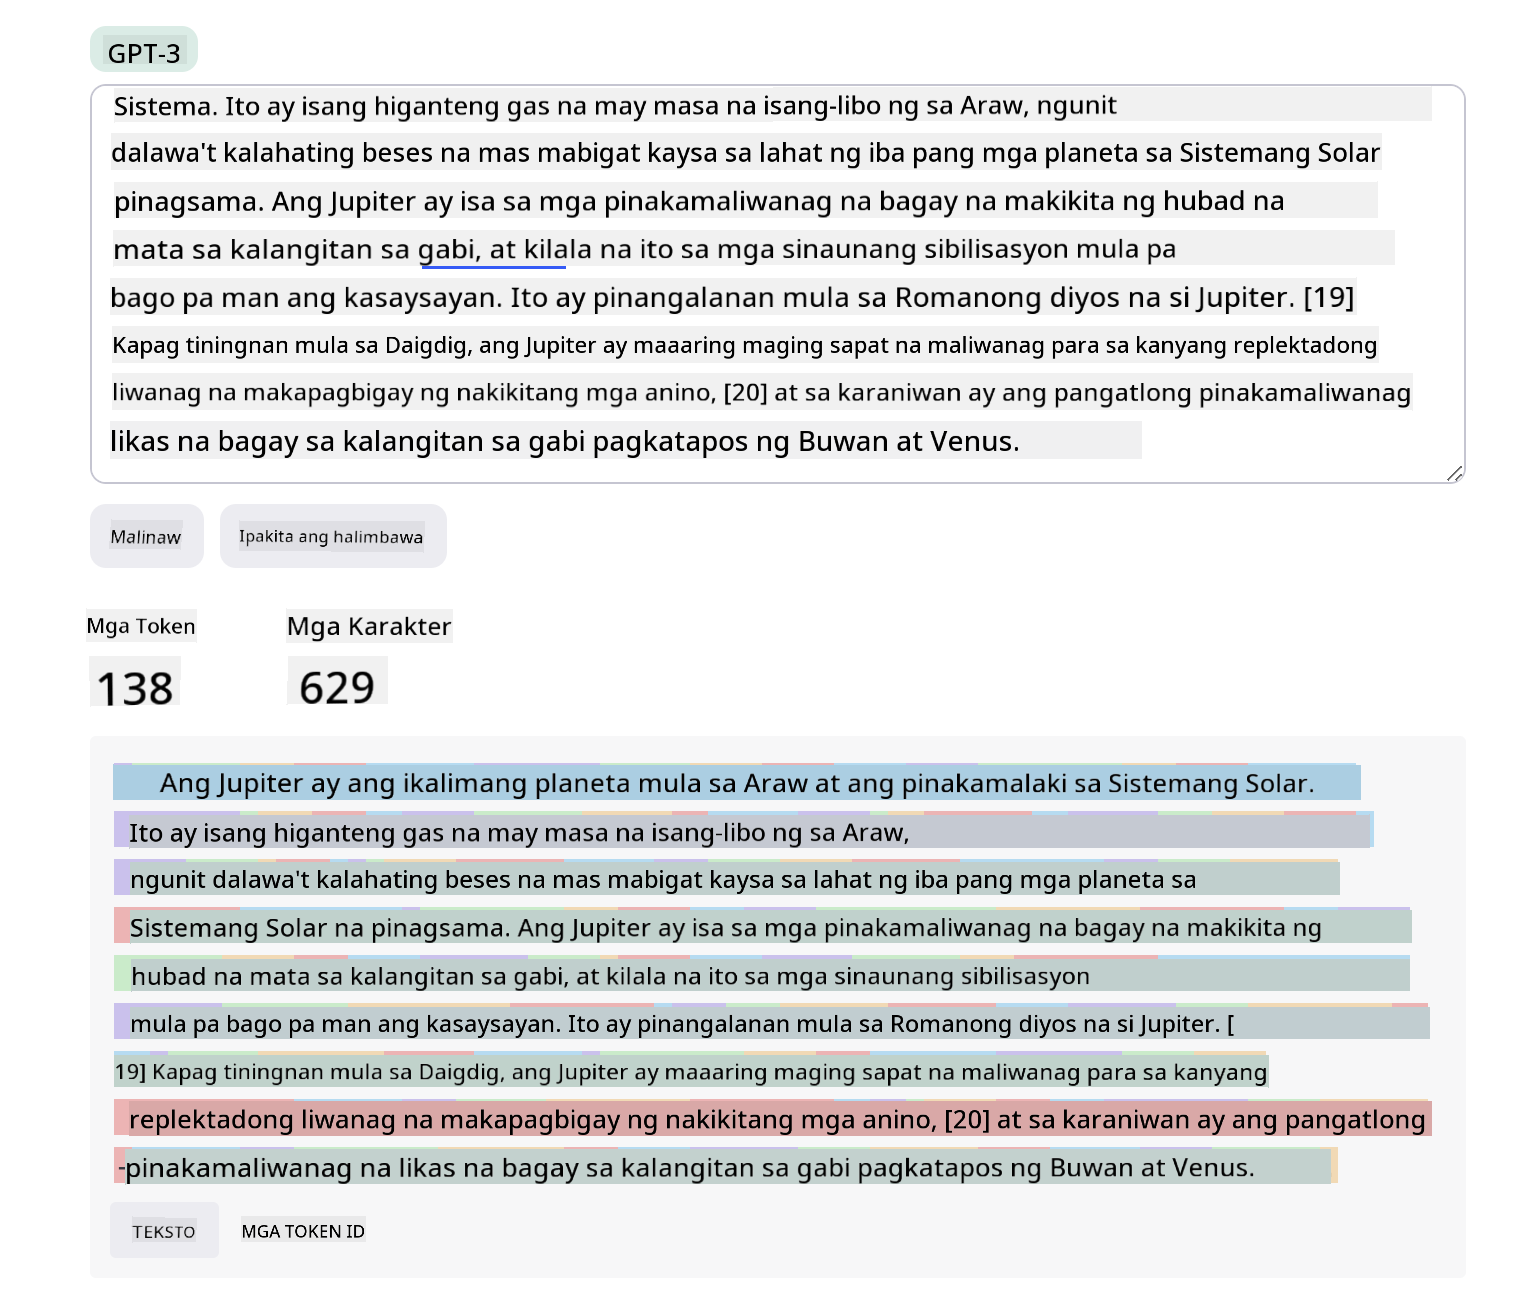 GPT-3
Sistema. Ito ay isang higanteng gas na may masa na isang-libo ng sa Araw, ngunit
dalawa't kalahating beses na mas mabigat kaysa sa lahat ng iba pang mga planeta sa Sistemang Solar
pinagsama. Ang Jupiter ay isa sa mga pinakamaliwanag na bagay na makikita ng hubad na
mata sa kalangitan sa gabi, at kilala na ito sa mga sinaunang sibilisasyon mula pa
bago pa man ang kasaysayan. Ito ay pinangalanan mula sa Romanong diyos na si Jupiter. [19]
Kapag tiningnan mula sa Daigdig, ang Jupiter ay maaaring maging sapat na maliwanag para sa kanyang replektadong
liwanag na makapagbigay ng nakikitang mga anino, [20] at sa karaniwan ay ang pangatlong pinakamaliwanag
likas na bagay sa kalangitan sa gabi pagkatapos ng Buwan at Venus.
Malinaw Ipakita ang halimbawa
Mga Token Mga Karakter
138 629
Ang Jupiter ay ang ikalimang planeta mula sa Araw at ang pinakamalaki sa Sistemang Solar.
Ito ay isang higanteng gas na may masa na isang-libo ng sa Araw,
ngunit dalawa't kalahating beses na mas mabigat kaysa sa lahat ng iba pang mga planeta sa
Sistemang Solar na pinagsama. Ang Jupiter ay isa sa mga pinakamaliwanag na bagay na makikita ng
hubad na mata sa kalangitan sa gabi, at kilala na ito sa mga sinaunang sibilisasyon
mula pa bago pa man ang kasaysayan. Ito ay pinangalanan mula sa Romanong diyos na si Jupiter. [
19] Kapag tiningnan mula sa Daigdig, ang Jupiter ay maaaring maging sapat na maliwanag para sa kanyang
replektadong liwanag na makapagbigay ng nakikitang mga anino, [20] at sa karaniwan ay ang pangatlong
-pinakamaliwanag na likas na bagay sa kalangitan sa gabi pagkatapos ng Buwan at Venus.
TEKSTO MGA TOKEN ID